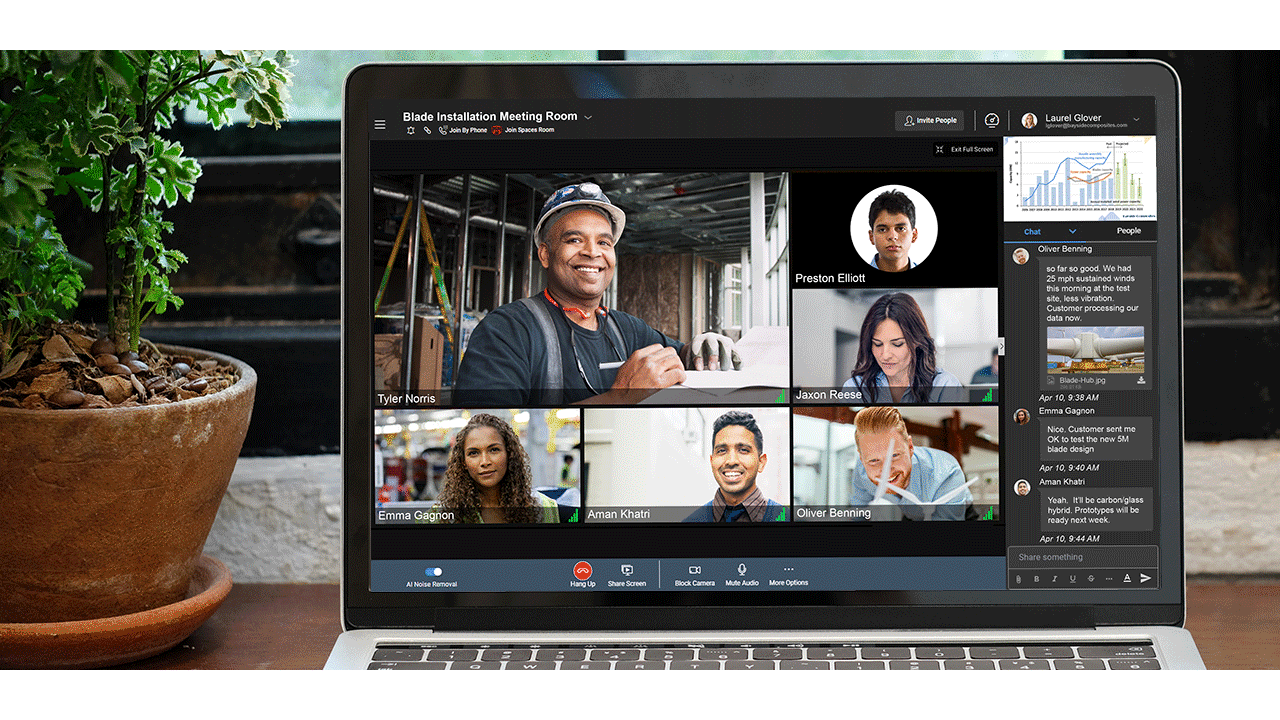 Blade Installation Meeting Room
Join By Phone
Join Spaces Room
Invite People
Laurel Glover
lglover@baysidecomposites.com
Exit Full Screen
Preston Elliott
Tyler Norris
Jaxon Reese
Emma Gagnon
Aman Khatri
Oliver Benning
AI Noise Removal
Hang Up
Share Screen
Block Camera
Mute Audio
More Options
Chat
People
Oliver Benning
so far so good. We had
25 mph sustained winds
this morning at the test
site, less vibration.
Customer processing our
data now.
Blade-Hub.jpg
Apr 10, 9:38 AM
Emma Gagnon
Nice. Customer sent me
OK to test the new 5M
blade design
Apr 10, 9:40 AM
Aman Khatri
Yeah. It'll be carbon/glass
hybrid. Prototypes will be
ready next week.
Apr 10, 9:44 AM
Share something
B I U S A
delete